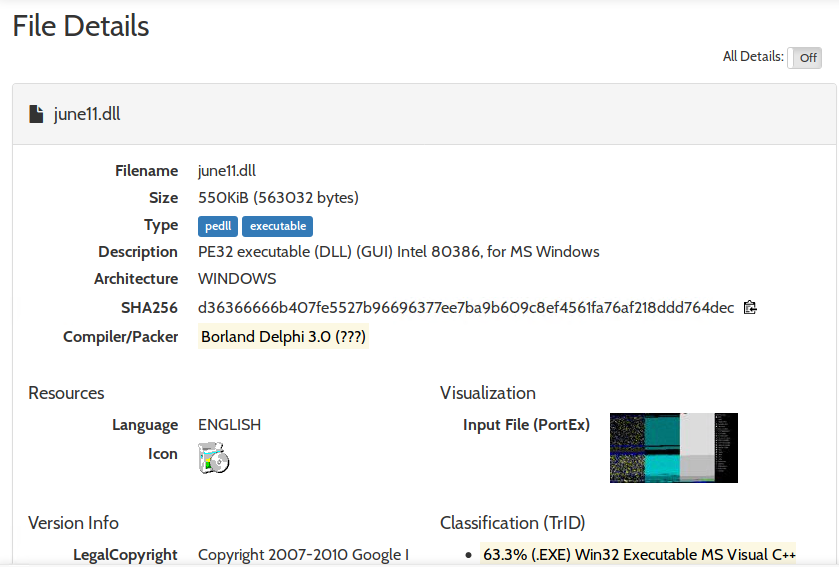 File Details
All Details: Off
june11.dll
Filename june11.dll
Size 550KiB (563032 bytes)
Type pedll executable
Description PE32 executable (DLL) (GUI) Intel 80386, for MS Windows
Architecture WINDOWS
SHA256 d36366666b407fe5527b96696377ee7ba9b609c8ef4561fa76af218ddd764dec
Compiler/Packer Borland Delphi 3.0 (???)
Resources
Language ENGLISH
Icon
Visualization
Input File (PortEx)
Version Info
LegalCopyright Copyright 2007-2010 Google I
Classification (TrID)
• 63.3% (.EXE) Win32 Executable MS Visual C++